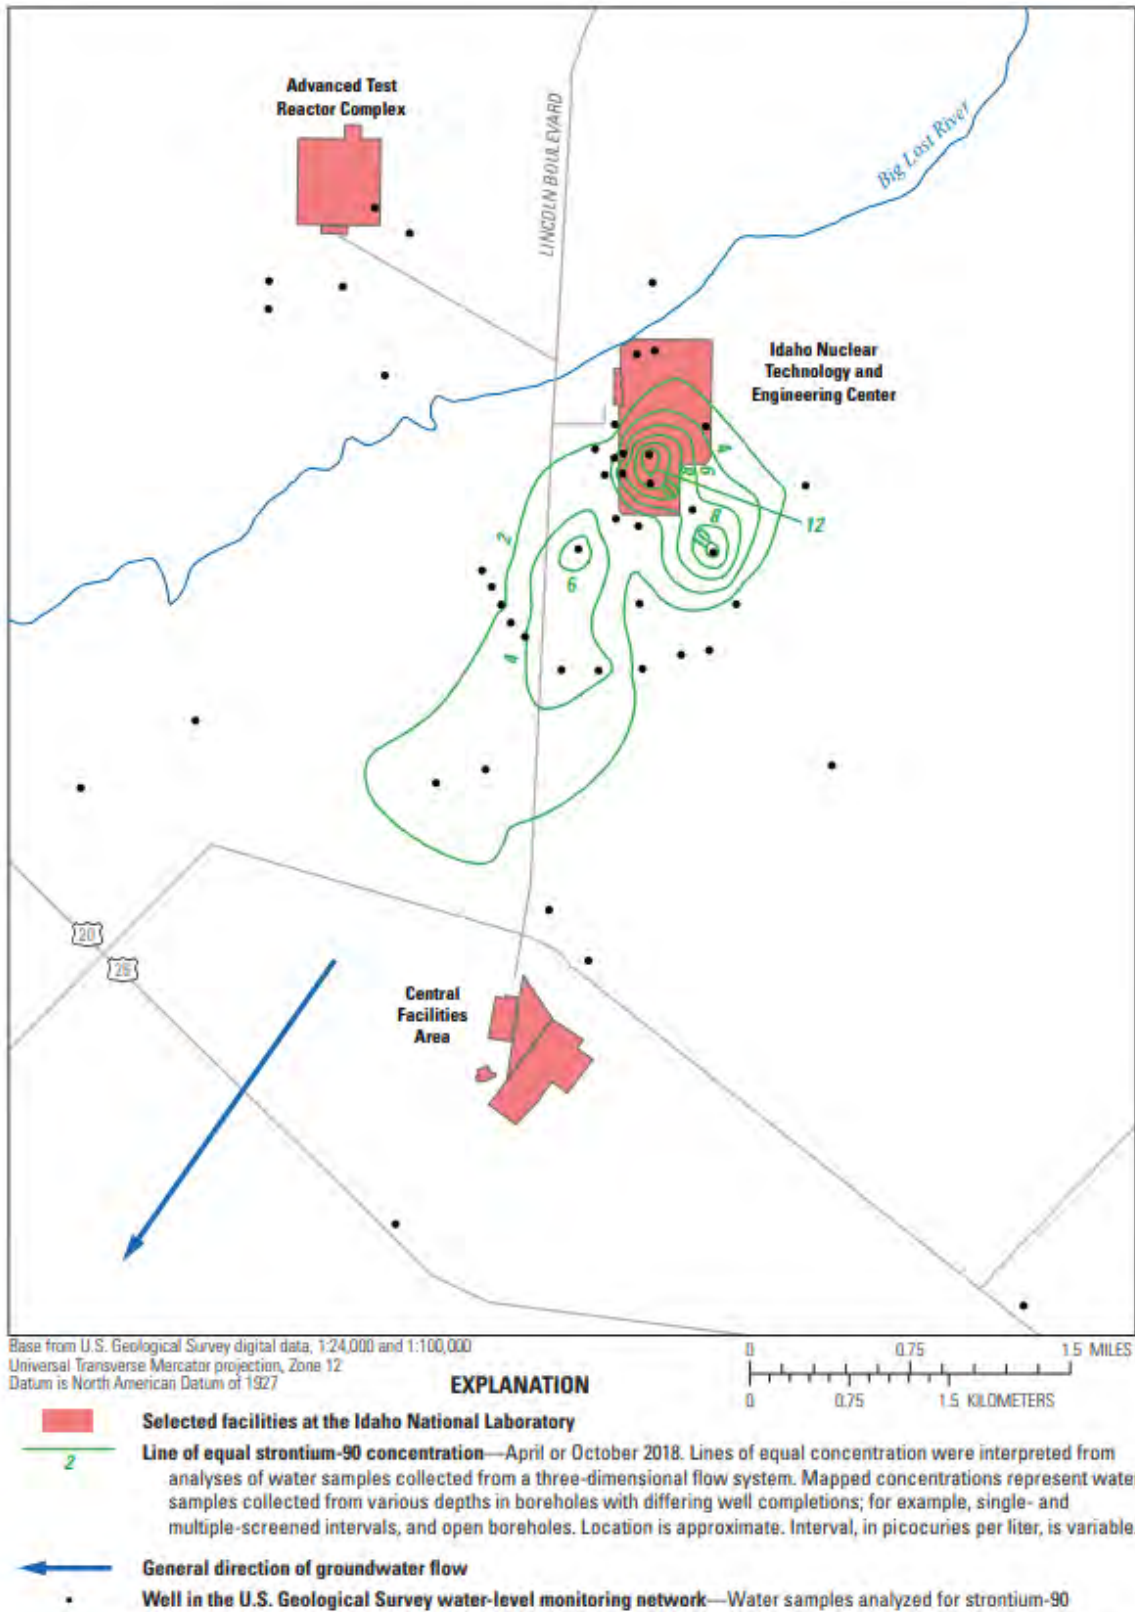 Advanced Test
Reactor Complex
LINCOLN BOULEVARD
Big Lost River
Idaho Nuclear
Technology and
Engineering Center
4
8
6
12
8
10
2
6
4
20
26
Central
Facilities
Area
Base from U.S. Geological Survey digital data, 1:24,000 and 1:100,000
Universal Transverse Mercator projection, Zone 12
Datum is North American Datum of 1927
0 0.75 1.5 MILES
0 0.75 1.5 KILOMETERS
EXPLANATION
Selected facilities at the Idaho National Laboratory
2
Line of equal strontium-90 concentration—April or October 2018. Lines of equal concentration were interpreted from
analyses of water samples collected from a three-dimensional flow system. Mapped concentrations represent water
samples collected from various depths in boreholes with differing well completions; for example, single- and
multiple-screened intervals, and open boreholes. Location is approximate. Interval, in picocuries per liter, is variable
General direction of groundwater flow
Well in the U.S. Geological Survey water-level monitoring network—Water samples analyzed for strontium-90